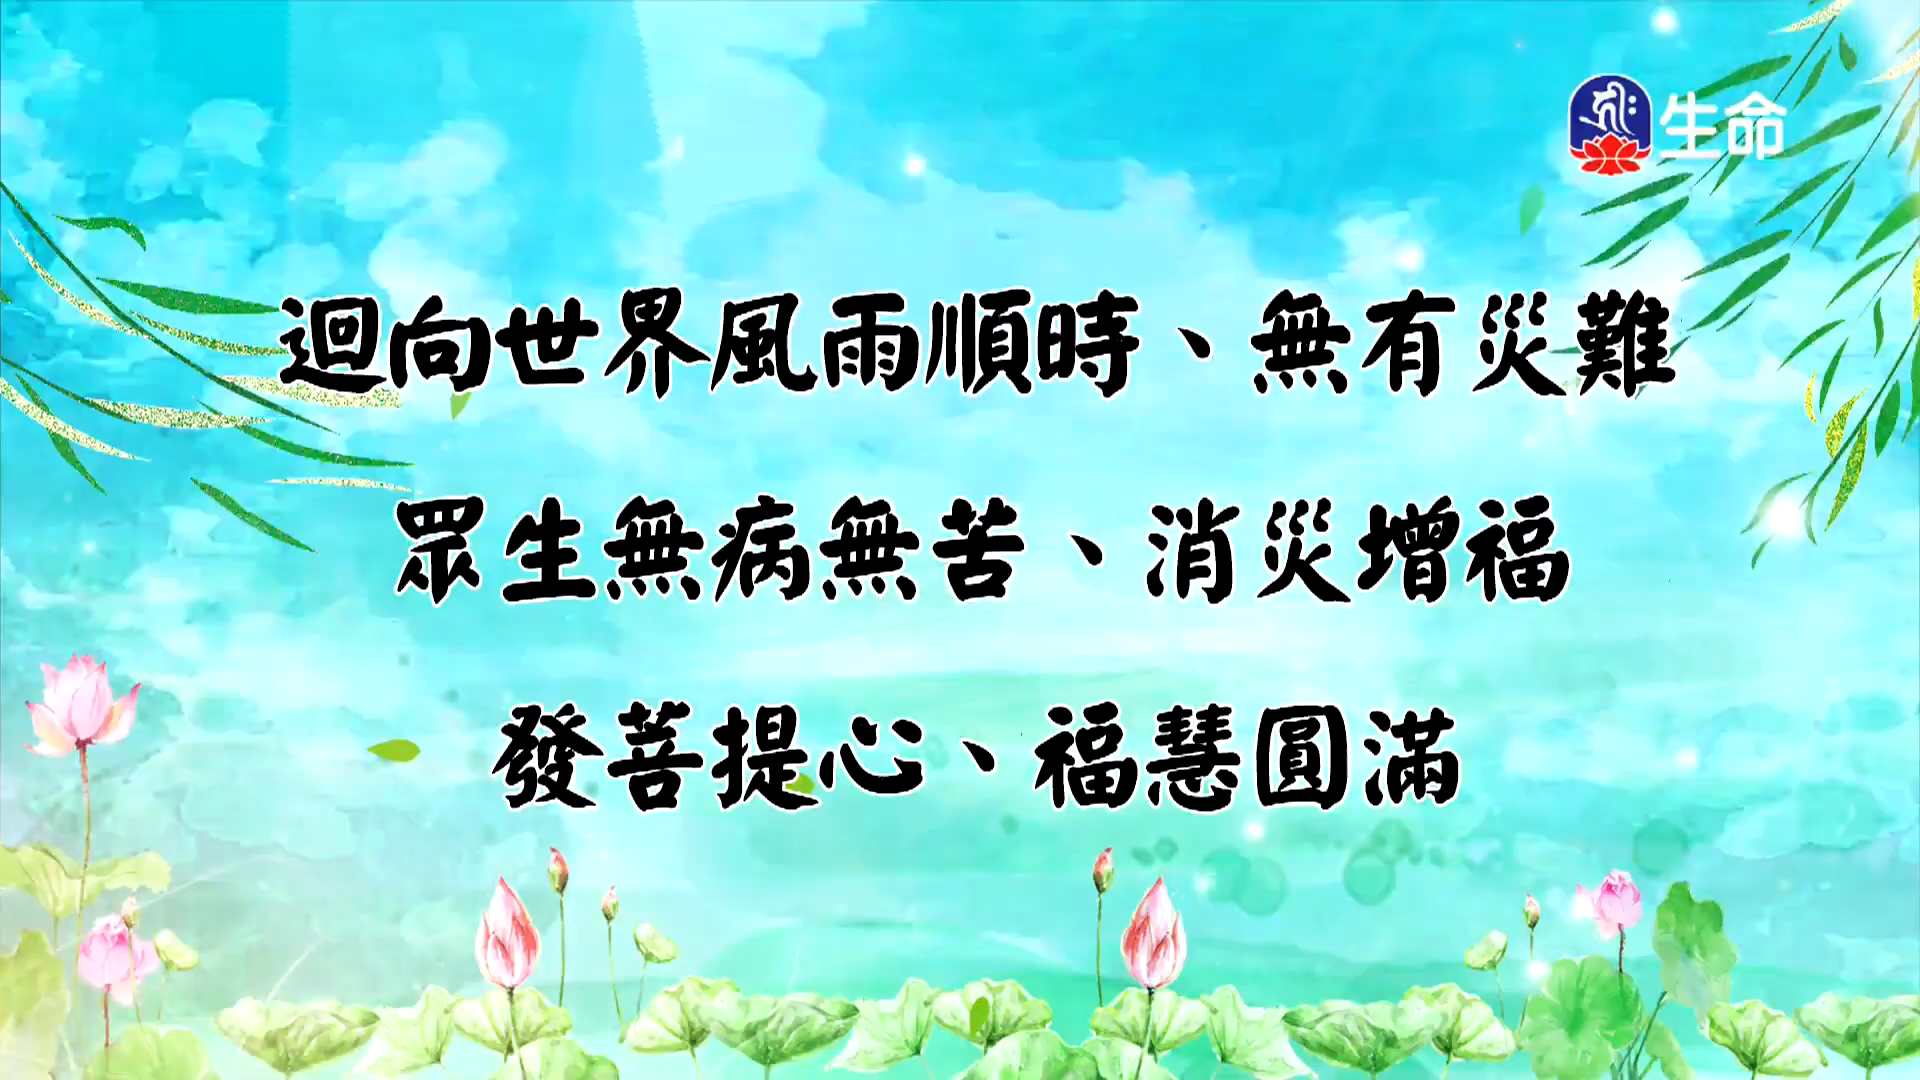 生命
迴向世界風雨順時、無有災難
眾生無病無苦、消災增福
發菩提心、福慧圓滿